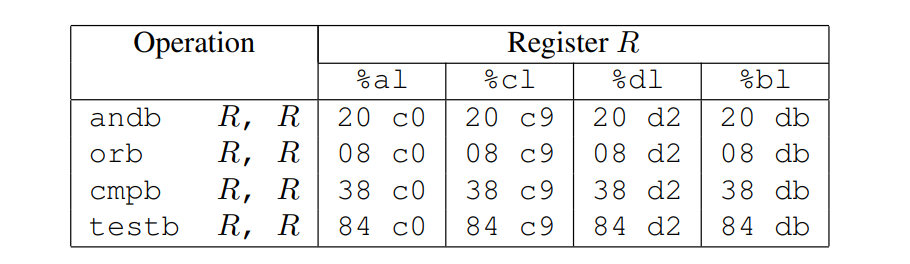 Operation Register R
%al %cl %dl %bl
andb R, R 20 c0 20 c9 20 d2 20 db
orb R, R 08 c0 08 c9 08 d2 08 db
cmpb R, R 38 c0 38 c9 38 d2 38 db
testb R, R 84 c0 84 c9 84 d2 84 db